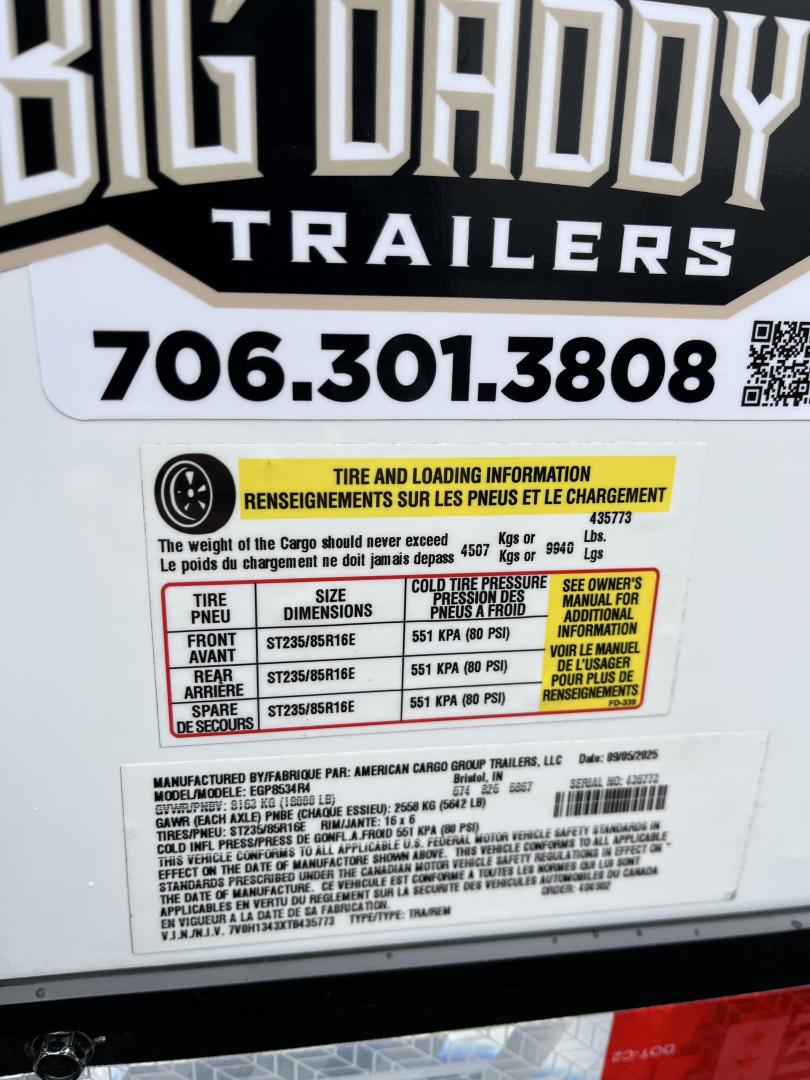 BIG DADDY
TRAILERS
706.301.3808
TIRE AND LOADING INFORMATION
RENSEIGNEMENTS SUR LES PNEUS ET LE CHARGEMENT
435773
The weight of the Cargo should never exceed 4507 Kgs or 9940 Lbs.
Le poids du chargement ne doit jamais depass Kgs or Lgs
TIRE
PNEU
SIZE
DIMENSIONS
COLD TIRE PRESSURE
PRESSION DES
PNEUS A FROID
FRONT
AVANT
ST235/85R16E
551 KPA (80 PSI)
REAR
ARRIÈRE
ST235/85R16E
551 KPA (80 PSI)
SPARE
DE SECOURS
ST235/85R16E
551 KPA (80 PSI)
SEE OWNER'S
MANUAL FOR
ADDITIONAL
INFORMATION
VOIR LE MANUEL
DE L'USAGER
POUR PLUS DE
RENSEIGNEMENTS
FD-339
MANUFACTURED BY/FABRIQUE PAR: AMERICAN CARGO GROUP TRAILERS, LLC Date: 09/05/2025
MODEL/MODELE: EGP8534R4 Bristol, IN
GVWR/PNBV: 8163 KG (18000 LB) 574 825 5867 SERIAL NO: 435773
GAWR (EACH AXLE) PNBE (CHAQUE ESSIEU): 2558 KG (5642 LB)
TIRES/PNEU: ST235/85R16E RIM/JANTE: 16 x 6
COLD INFL PRESS/PRESS DE GONFL.A.FROID 551 KPA (80 PSI)
THIS VEHICLE CONFORMS TO ALL APPLICABLE U.S. FEDERAL MOTOR VEHICLE SAFETY STANDARDS IN
EFFECT ON THE DATE OF MANUFACTORE SHOWN ABOVE. THIS VEHICLE CONFORMS TO ALL APPLICABLE
STANDARDS PRESCRIBED UNDER THE CANADIAN MOTOR VEHICLE SAFETY REGULATIONS IN EFFECT ON
THE DATE OF MANUFACTURE. CE VEHICULE EST CONFORME A TOUTES LES NORMES QUI LUI SONT
APPLICABLES EN VERTU DU REGLEMENT SUR LA SECURITE DES VEHICULES AUTOMOBILES DU CANADA
EN VIGUEUR A LA DATE DE SA FABRICATION. ORDER:
V.I.N./N.I.V. 7V0H1343XTB435773 TYPE/TYPE: TRA/REM
DOT-C2